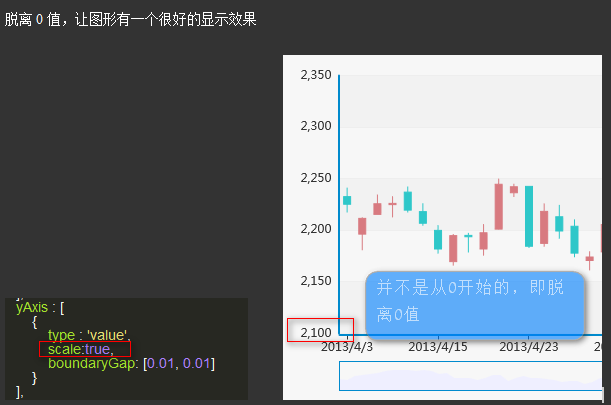 脱离 0 值，让图形有一个很好的显示效果
2,350
2,300
2,250
2,200
2,150
2,100
并不是从0开始的，即脱
离0值
2013/4/3
2013/4/15
2013/4/23
20
],
yAxis : [
{
type : 'value',
scale:true,
boundaryGap: [0.01, 0.01]
}
],